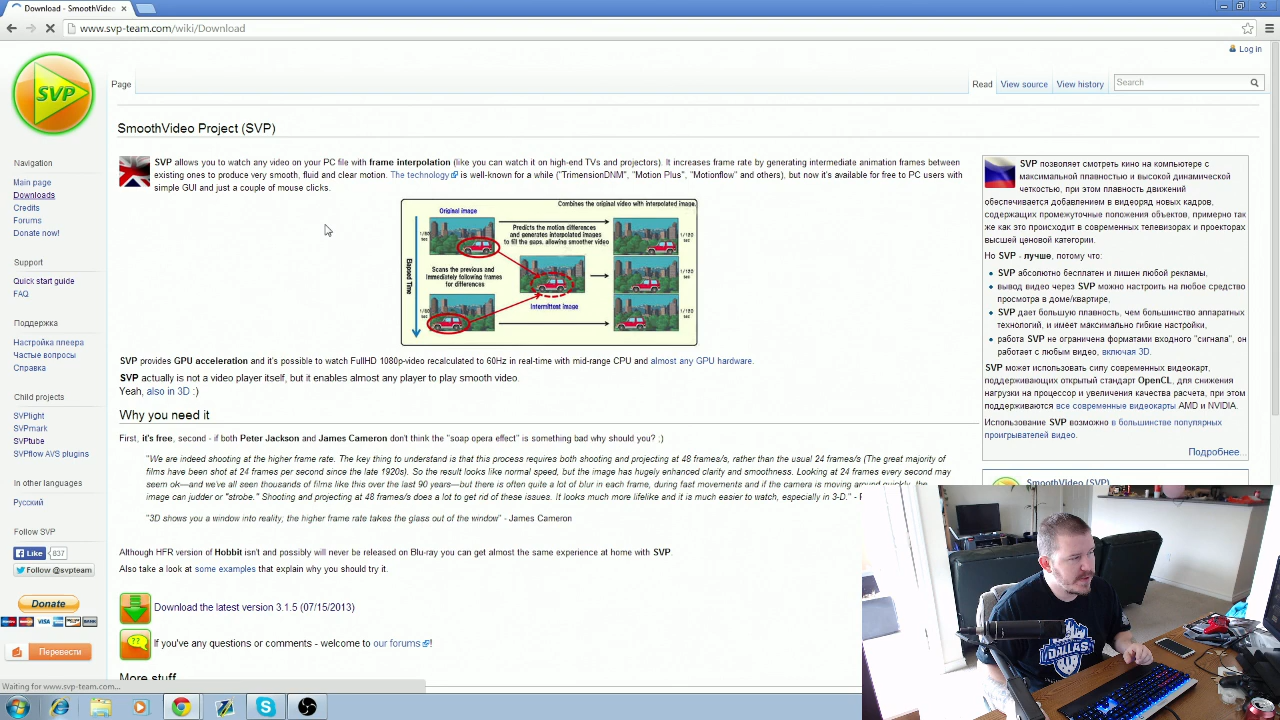 Download - SmoothVideo
www.svp-team.com/wiki/Download
Log in
SVP
Page
Read
View source
View history
Search
SmoothVideo Project (SVP)
SVP allows you to watch any video on your PC file with frame interpolation (like you can watch it on high-end TVs and projectors). It increases frame rate by generating intermediate animation frames between
existing ones to produce very smooth, fluid and clear motion. The technology is well-known for a while ("TrimensionDNM", "Motion Plus", "Motionflow" and others), but now it's available for free to PC users with
simple GUI and just a couple of mouse clicks.
Combines the original video with interpolated image.
Original image
Predicts the motion differences
and generates interpolated images
to fill the gaps, allowing smoother video
Scans the previous and
immediately following frames
for differences
Intermittent image
Elapsed Time
SVP provides GPU acceleration and it's possible to watch FullHD 1080p-video recalculated to 60Hz in real-time with mid-range CPU and almost any GPU hardware.
SVP actually is not a video player itself, but it enables almost any player to play smooth video.
Yeah, also in 3D :)
Why you need it
First, it's free, second - if both Peter Jackson and James Cameron don't think the "soap opera effect" is something bad why should you? ;)
"We are indeed shooting at the higher frame rate. The key thing to understand is that this process requires both shooting and projecting at 48 frames/s, rather than the usual 24 frames/s (The great majority of
films have been shot at 24 frames per second since the late 1920s). So the result looks like normal speed, but the image has hugely enhanced clarity and smoothness. Looking at 24 frames every second may
seem ok—and we've all seen thousands of films like this over the last 90 years—but there is often quite a lot of blur in each frame, during fast movements and if the camera is moving around quickly, the
image can judder or "strobe." Shooting and projecting at 48 frames/s does a lot to get rid of these issues. It looks much more lifelike and it is much easier to watch, especially in 3-D." -
"3D shows you a window into reality; the higher frame rate takes the glass out of the window" - James Cameron
Although HFR version of Hobbit isn't and possibly will never be released on Blu-ray you can get almost the same experience at home with SVP.
Also take a look at some examples that explain why you should try it.
Download the latest version 3.1.5 (07/15/2013)
If you've any questions or comments - welcome to our forums!
More stuff
SVP позволяет смотреть кино на компьютере с
максимальной плавностью и высокой динамической
четкостью, при этом плавность движений
обеспечивается добавлением в видеоряд новых кадров,
содержащих промежуточные положения объектов, примерно так
же как это происходит в современных телевизорах и проекторах
высшей ценовой категории.
Но SVP - лучше, потому что:
SVP абсолютно бесплатен и лишен любой рекламы,
вывод видео через SVP можно настроить на любое средство
просмотра в доме/квартире,
SVP дает большую плавность, чем большинство аппаратных
технологий, и имеет максимально гибкие настройки,
работа SVP не ограничена форматами входного "сигнала", он
работает с любым видео, включая 3D.
SVP может использовать силу современных видеокарт,
поддерживающих открытый стандарт OpenCL, для снижения
нагрузки на процессор и увеличения качества расчета, при этом
поддерживаются все современные видеокарты AMD и NVIDIA.
Использование SVP возможно в большинстве популярных
проигрывателей видео.
Подробнее...
SmoothVideo (SVP)
Navigation
Main page
Downloads
Credits
Forums
Donate now!
Support
Quick start guide
FAQ
Поддержка
Настройка плеера
Частые вопросы
Справка
Child projects
SVPlight
SVPmark
SVPtube
SVPflow AVS plugins
In other languages
Русский
Follow SVP
Like 837
Follow @svpteam
Donate
Перевести
Waiting for www.svp-team.com...
DALLAS